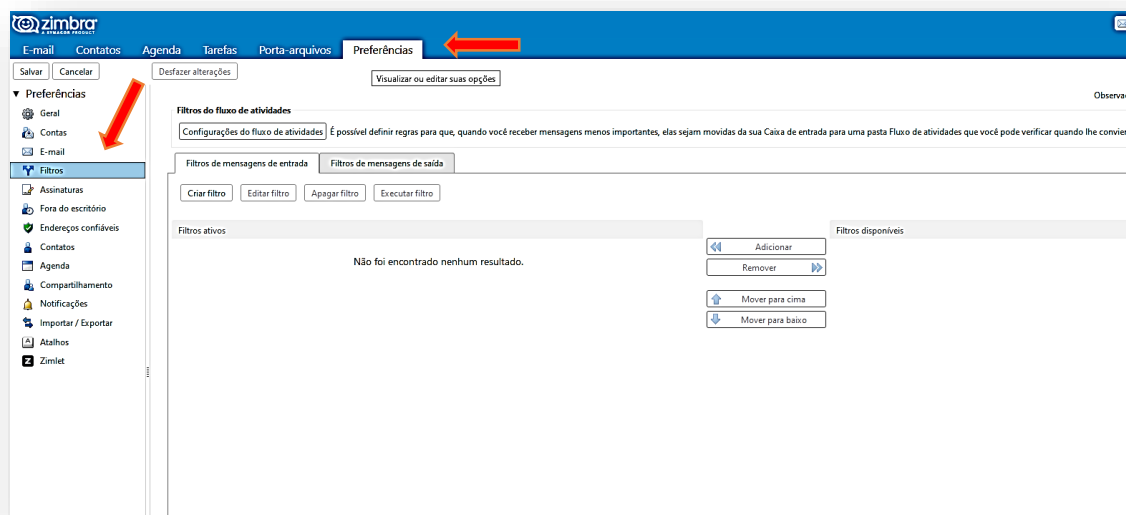 zimbra
A SYNACOR PRODUCT
E-mail Contatos Agenda Tarefas Porta-arquivos Preferências
Salvar Cancelar Desfazer alterações
Visualizar ou editar suas opções
Preferências
Geral
Contas
E-mail
Filtros
Assinaturas
Fora do escritório
Endereços confiáveis
Contatos
Agenda
Compartilhamento
Notificações
Importar / Exportar
Atalhos
Zimlet
Filtros do fluxo de atividades
Configurações do fluxo de atividades É possível definir regras para que, quando você receber mensagens menos importantes, elas sejam movidas da sua Caixa de entrada para uma pasta Fluxo de atividades que você pode verificar quando lhe
Filtros de mensagens de entrada Filtros de mensagens de saída
Criar filtro Editar filtro Apagar filtro Executar filtro
Filtros ativos
Não foi encontrado nenhum resultado.
Adicionar
Remover
Mover para cima
Mover para baixo
Filtros disponíveis